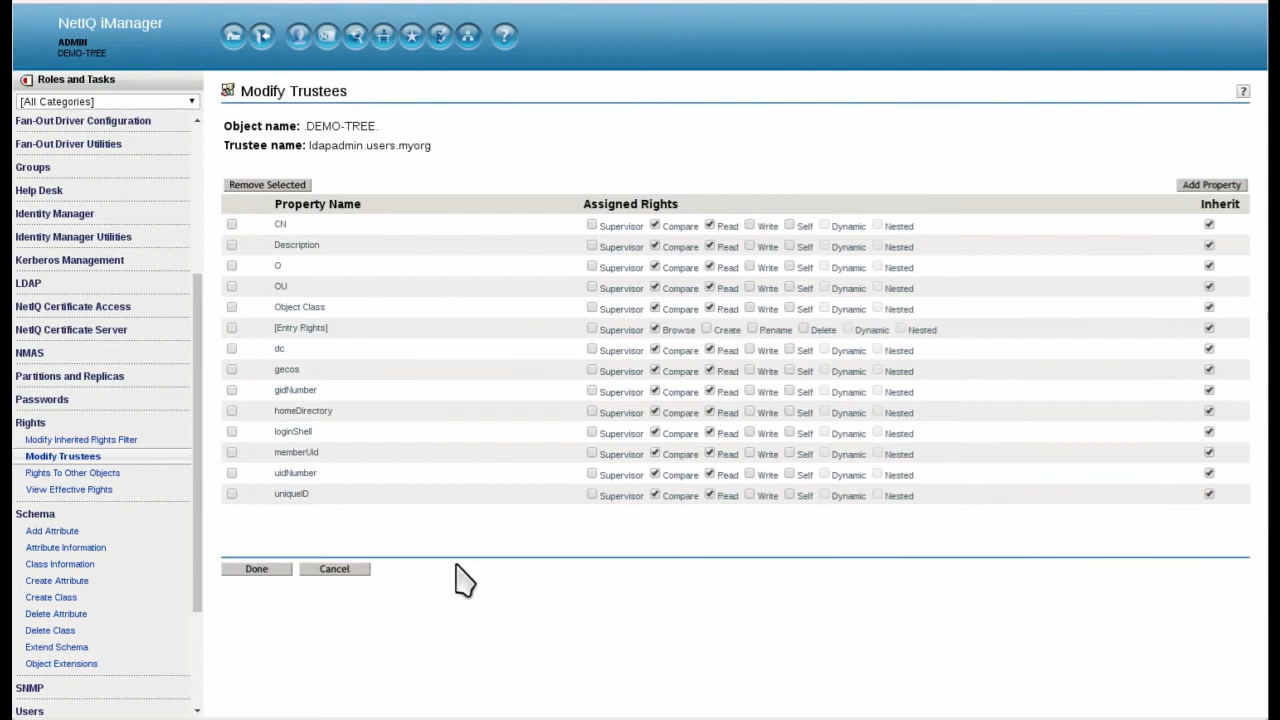 NetIQ iManager
ADMIN
DEMO-TREE
Roles and Tasks
[All Categories]
Fan-Out Driver Configuration
Fan-Out Driver Utilities
Groups
Help Desk
Identity Manager
Identity Manager Utilities
Kerberos Management
LDAP
NetIQ Certificate Access
NetIQ Certificate Server
NMAS
Partitions and Replicas
Passwords
Rights
Modify Inherited Rights Filter
Modify Trustees
Rights To Other Objects
View Effective Rights
Schema
Add Attribute
Attribute Information
Class Information
Create Attribute
Create Class
Delete Attribute
Delete Class
Extend Schema
Object Extensions
SNMP
Users
Modify Trustees ?
Object name: .DEMO-TREE.
Trustee name: ldapadmin.users.myorg
Remove Selected Add Property
Property Name Assigned Rights Inherit
CN Supervisor Compare Read Write Self Dynamic Nested
Description Supervisor Compare Read Write Self Dynamic Nested
O Supervisor Compare Read Write Self Dynamic Nested
OU Supervisor Compare Read Write Self Dynamic Nested
Object Class Supervisor Compare Read Write Self Dynamic Nested
[Entry Rights] Supervisor Browse Create Rename Delete Dynamic Nested
dc Supervisor Compare Read Write Self Dynamic Nested
gecos Supervisor Compare Read Write Self Dynamic Nested
gidNumber Supervisor Compare Read Write Self Dynamic Nested
homeDirectory Supervisor Compare Read Write Self Dynamic Nested
loginShell Supervisor Compare Read Write Self Dynamic Nested
memberUid Supervisor Compare Read Write Self Dynamic Nested
uidNumber Supervisor Compare Read Write Self Dynamic Nested
uniqueID Supervisor Compare Read Write Self Dynamic Nested
Done Cancel